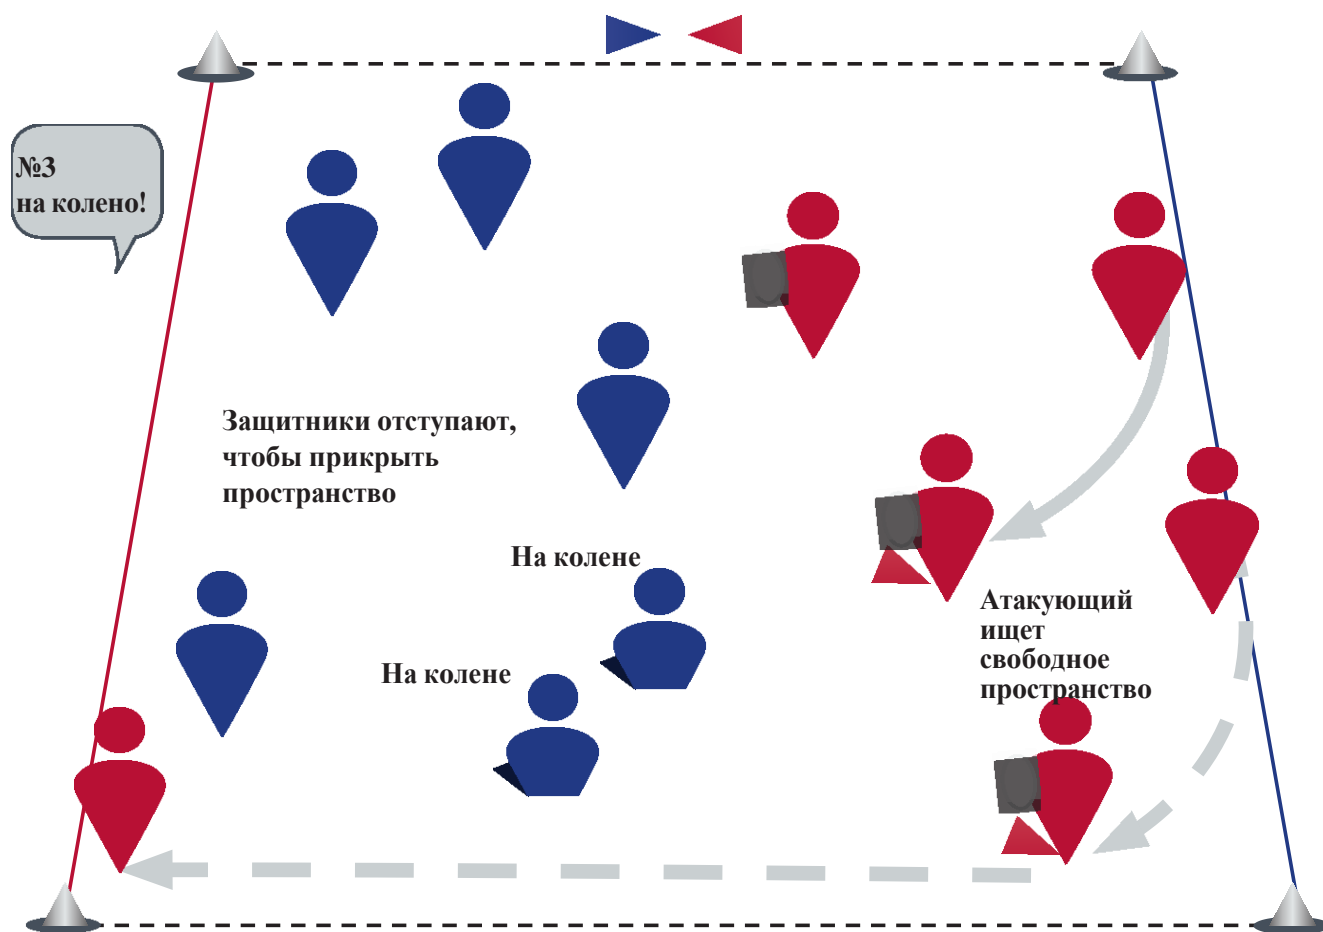 №3
на колено!
Защитники отступают,
чтобы прикрыть
пространство
На колене
На колене
Атакующий
ищет
свободное
пространство